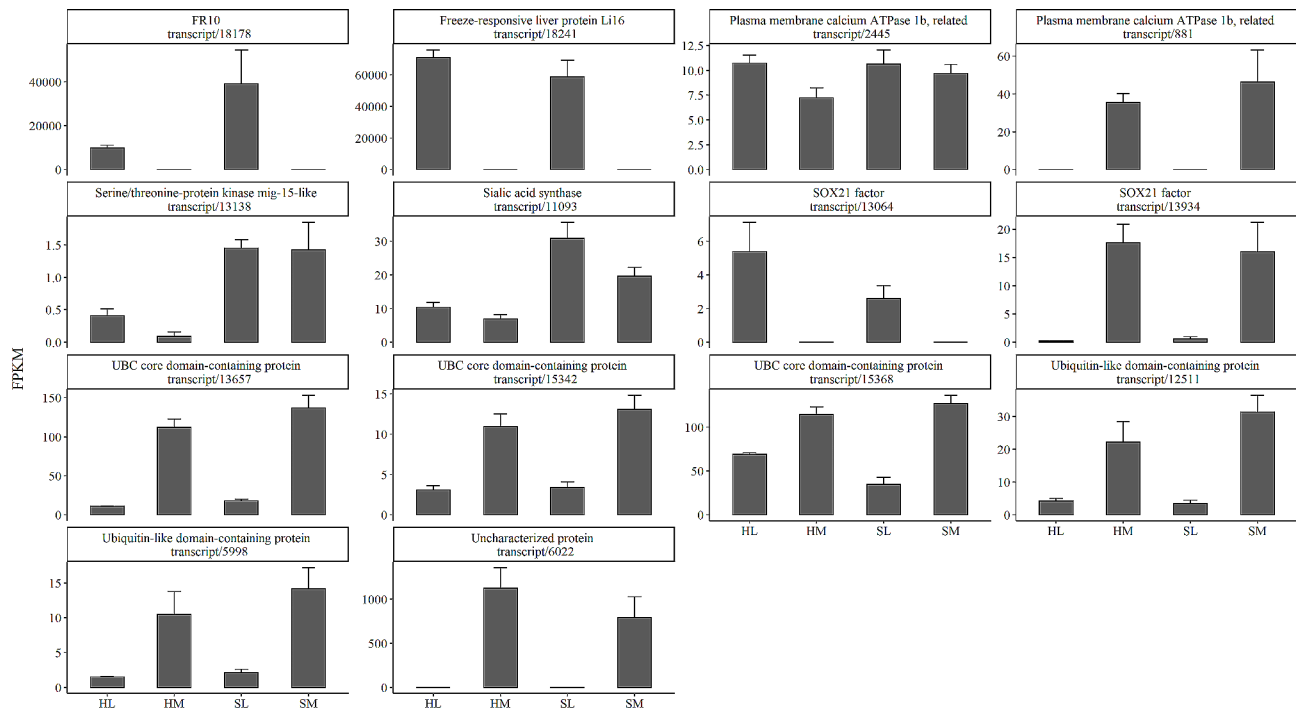 FR10
transcript/18178
Freeze-responsive liver protein Li16
transcript/18241
Plasma membrane calcium ATPase 1b, related
transcript/2445
Plasma membrane calcium ATPase 1b, related
transcript/881
40000
20000
0
60000
40000
20000
0
12.5
10.0
7.5
5.0
2.5
0.0
60
40
20
0
Serine/threonine-protein kinase mig-15-like
transcript/13138
Sialic acid synthase
transcript/11093
SOX21 factor
transcript/13064
SOX21 factor
transcript/13934
1.5
1.0
0.5
0.0
30
20
10
0
6
4
2
0
20
15
10
5
0
FPKM
UBC core domain-containing protein
transcript/13657
UBC core domain-containing protein
transcript/15342
UBC core domain-containing protein
transcript/15368
Ubiquitin-like domain-containing protein
transcript/12511
150
100
50
0
15
10
5
0
100
50
0
30
20
10
0
HL HM SL SM
HL HM SL SM
Ubiquitin-like domain-containing protein
transcript/5998
Uncharacterized protein
transcript/6022
15
10
5
0
1000
500
0
HL HM SL SM
HL HM SL SM